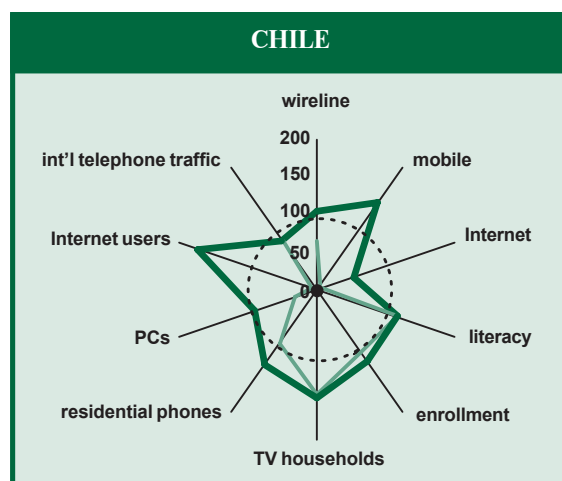 CHILE
wireline
200
int'l telephone traffic
150
mobile
100
Internet users
50
Internet
0
PCs
literacy
residential phones
enrollment
TV households